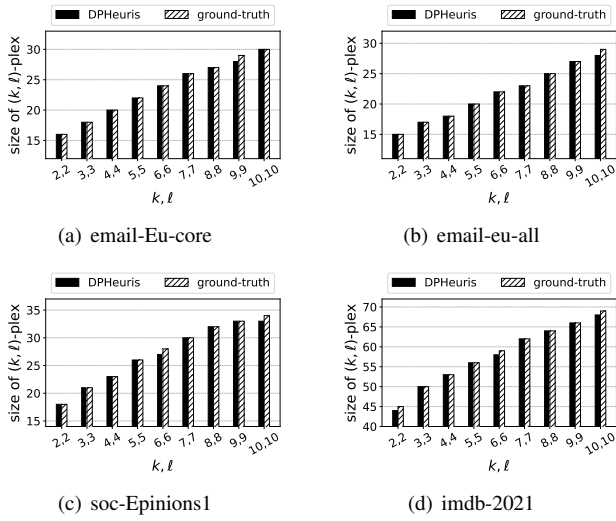 DPHeuris ground-truth
size of (k, ℓ)-plex
30
25
20
15
2,2 3,3 4,4 5,5 6,6 7,7 8,8 9,9 10,10
k, ℓ
(a) email-Eu-core
DPHeuris ground-truth
size of (k, ℓ)-plex
30
25
20
15
2,2 3,3 4,4 5,5 6,6 7,7 8,8 9,9 10,10
k, ℓ
(b) email-eu-all
DPHeuris ground-truth
size of (k, ℓ)-plex
35
30
25
20
15
2,2 3,3 4,4 5,5 6,6 7,7 8,8 9,9 10,10
k, ℓ
(c) soc-Epinions1
DPHeuris ground-truth
size of (k, ℓ)-plex
70
65
60
55
50
45
40
2,2 3,3 4,4 5,5 6,6 7,7 8,8 9,9 10,10
k, ℓ
(d) imdb-2021